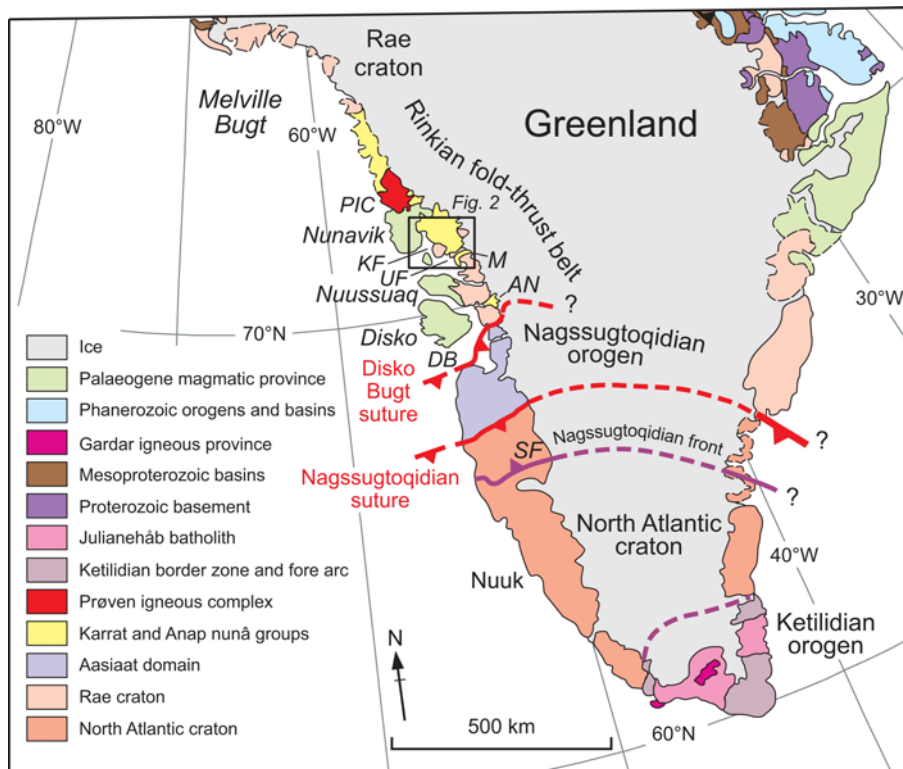 Rae
craton
Melville
Bugt
80°W
60°W
Greenland
Rinkian fold-thrust belt
PIC
Fig. 2
Nunavik
KF
M
UF
Nuussuaq
AN
?
30°W
70°N
Disko
Nagssugtoqidian
orogen
DB
Disko
Bugt
suture
?
SF
Nagssugtoqidian front
Nagssugtoqidian
suture
?
North Atlantic
craton
40°W
Nuuk
Ketilidian
orogen
N
500 km
60°N
Ice
Palaeogene magmatic province
Phanerozoic orogens and basins
Gardar igneous province
Mesoproterozoic basins
Proterozoic basement
Julianehåb batholith
Ketilidian border zone and fore arc
Prøven igneous complex
Karrat and Anap nunâ groups
Aasiaat domain
Rae craton
North Atlantic craton